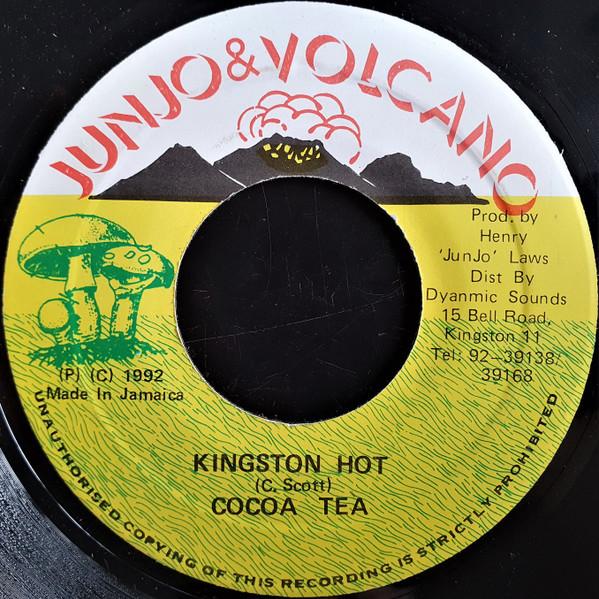 JUNJO & VOLCANO
Prod. by
Henry
'JunJo' Laws
Dist By
Dyanmic Sounds
15 Bell Road,
Kingston 11
Tel: 92-39138/
39168
(P) (C) 1992
Made In Jamaica
KINGSTON HOT
(C. Scott)
COCOA TEA
UNAUTHORISED COPYING OF THIS RECORDING IS STRICTLY PROHIBITED